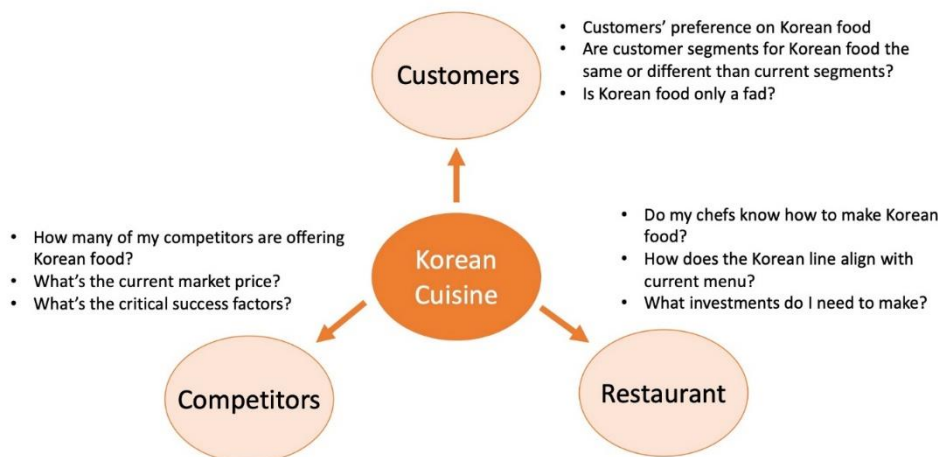 Customers
• Customers’ preference on Korean food
• Are customer segments for Korean food the
same or different than current segments?
• Is Korean food only a fad?
Korean
Cuisine
• How many of my competitors are offering
Korean food?
• What’s the current market price?
• What’s the critical success factors?
Competitors
• Do my chefs know how to make Korean
food?
• How does the Korean line align with
current menu?
• What investments do I need to make?
Restaurant